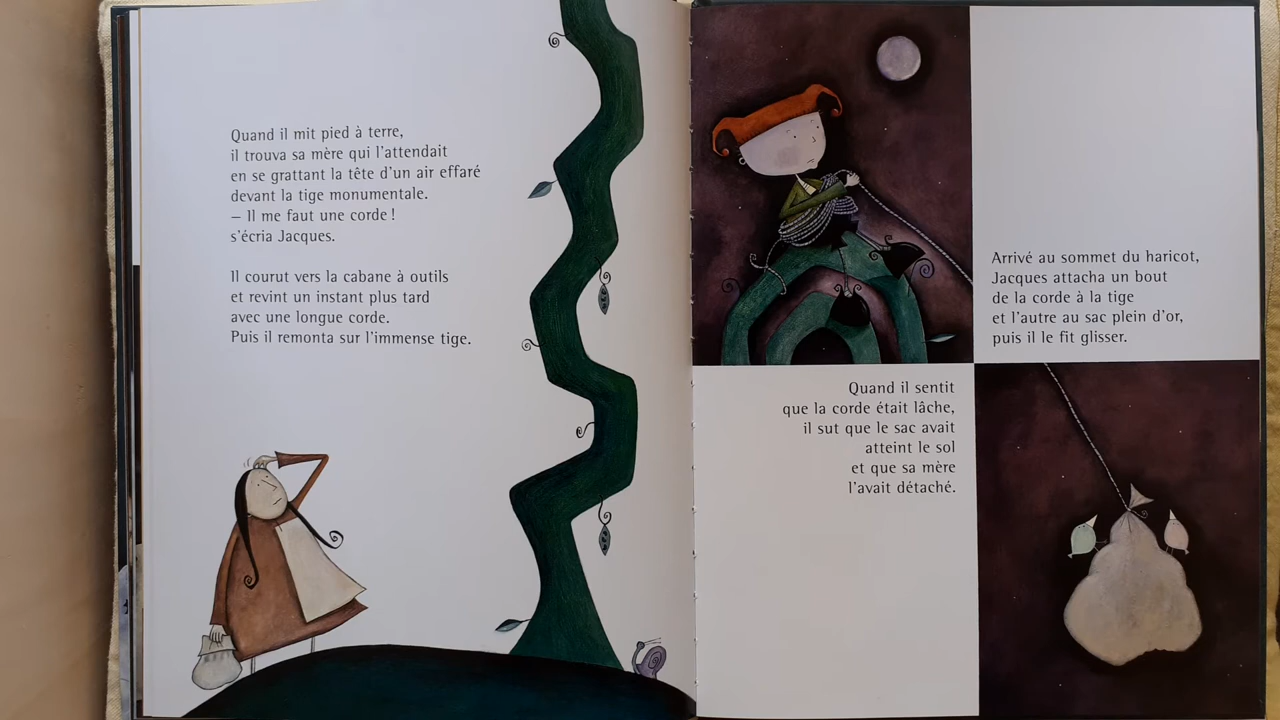 Quand il mit pied à terre,
il trouva sa mère qui l'attendait
en se grattant la tête d'un air effaré
devant la tige monumentale.
– Il me faut une corde !
s'écria Jacques.
Il courut vers la cabane à outils
et revint un instant plus tard
avec une longue corde.
Puis il remonta sur l'immense tige.
Arrivé au sommet du haricot,
Jacques attacha un bout
de la corde à la tige
et l'autre au sac plein d'or,
puis il le fit glisser.
Quand il sentit
que la corde était lâche,
il sut que le sac avait
atteint le sol
et que sa mère
l'avait détaché.